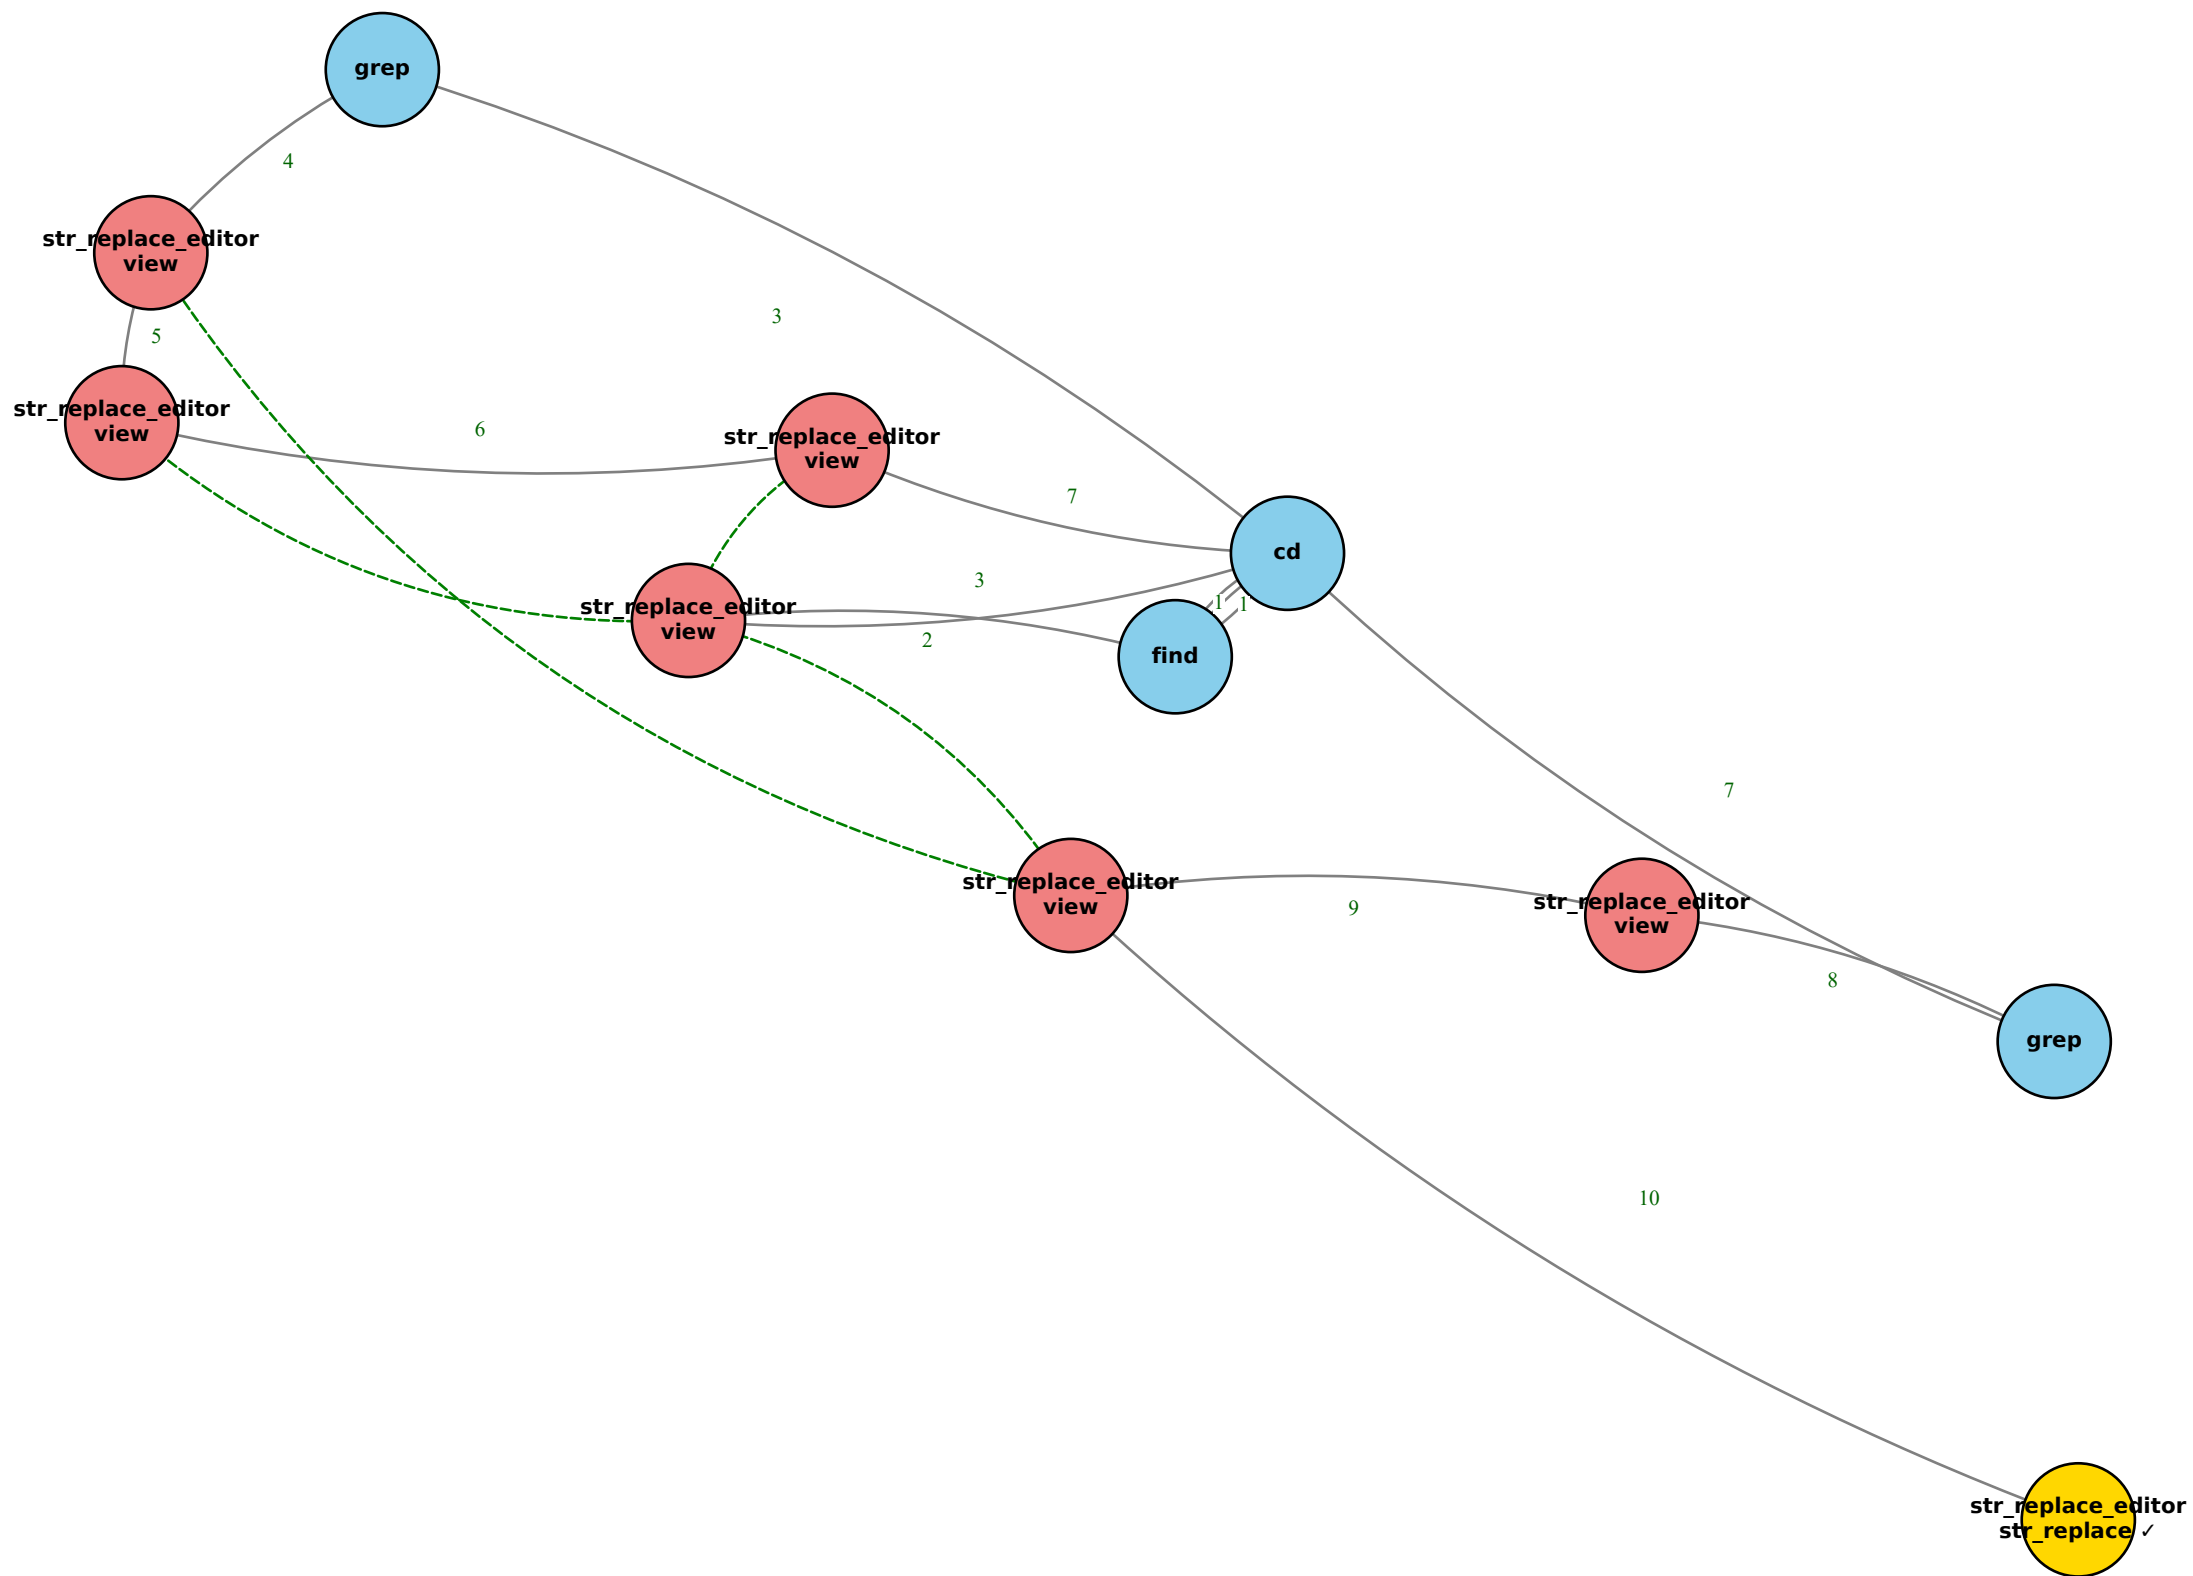 grep
4
str_replace_editor
view
3
5
str_replace_editor
view
6
str_replace_editor
view
7
cd
3
1
1
str_replace_editor
view
2
find
7
str_replace_editor
view
9
str_replace_editor
view
8
grep
10
str_replace_editor
str_replace ✓